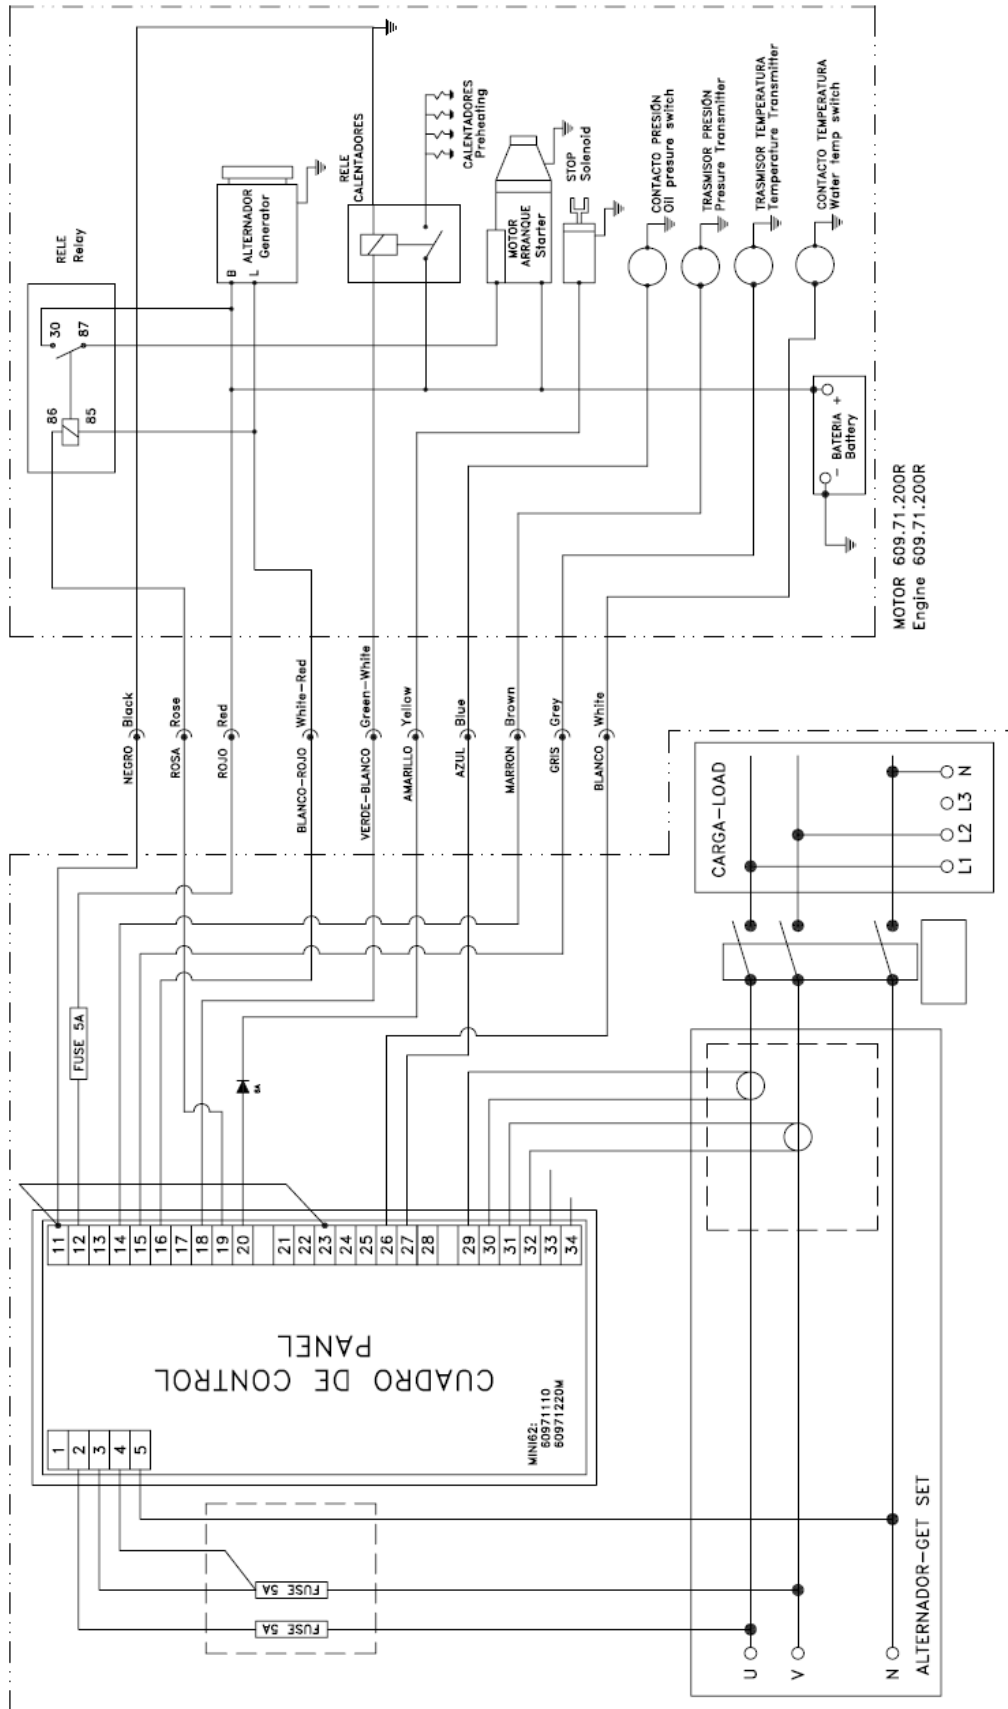 RELE
Relay
86
30
85
87
ALTERNADOR
Generator
B
L
RELE
CALENTADORES
CALENTADORES
Preheating
MOTOR
ARRANQUE
Starter
STOP
Solenoid
CONTACTO PRESIÓN
Oil presure switch
TRASMISOR PRESIÓN
Presure Transmitter
TRASMISOR TEMPERATURA
Temperature Transmitter
CONTACTO TEMPERATURA
Water temp switch
- BATERIA +
Battery
MOTOR 609.71.200R
Engine 609.71.200R
NEGRO Black
ROSA Rose
ROJO Red
BLANCO-ROJO White-Red
VERDE-BLANCO Green-White
AMARILLO Yellow
AZUL Blue
MARRON Brown
GRIS Grey
BLANCO White
CARGA-LOAD
L1
L2
L3
N
FUSE 5A
6A
11
12
13
14
15
16
17
18
19
20
21
22
23
24
25
26
27
28
29
30
31
32
33
34
CUADRO DE CONTROL
PANEL
MINI62:
60971110
60971220M
1
2
3
4
5
FUSE 5A
FUSE 5A
U
V
N
ALTERNADOR-GET SET